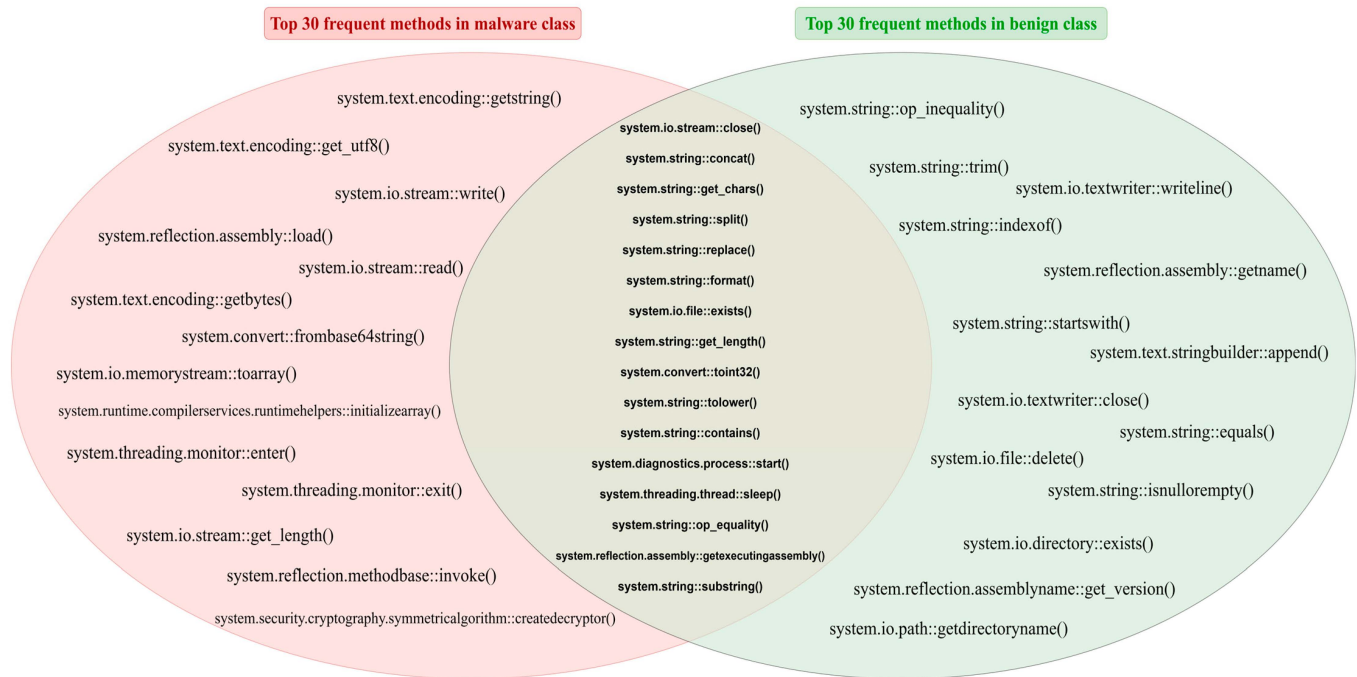 Top 30 frequent methods in malware class
Top 30 frequent methods in benign class
system.text.encoding::getstring()
system.text.encoding::get_utf8()
system.io.stream::write()
system.reflection.assembly::load()
system.io.stream::read()
system.text.encoding::getbytes()
system.convert::frombase64string()
system.io.memorystream::toarray()
system.runtime.compilerservices.runtimehelpers::initializearray()
system.threading.monitor::enter()
system.threading.monitor::exit()
system.io.stream::get_length()
system.reflection.methodbase::invoke()
system.security.cryptography.symmetricalgorithm::createdecryptor()
system.io.stream::close()
system.string::concat()
system.string::get_chars()
system.string::split()
system.string::replace()
system.string::format()
system.io.file::exists()
system.string::get_length()
system.convert::toint32()
system.string::tolower()
system.string::contains()
system.diagnostics.process::start()
system.threading.thread::sleep()
system.string::op_equality()
system.reflection.assembly::getexecutingassembly()
system.string::substring()
system.string::op_inequality()
system.string::trim()
system.io.textwriter::writeline()
system.string::indexof()
system.reflection.assembly::getname()
system.string::startswith()
system.text.stringbuilder::append()
system.io.textwriter::close()
system.string::equals()
system.io.file::delete()
system.string::isnullorempty()
system.io.directory::exists()
system.reflection.assemblyname::get_version()
system.io.path::getdirectoryname()